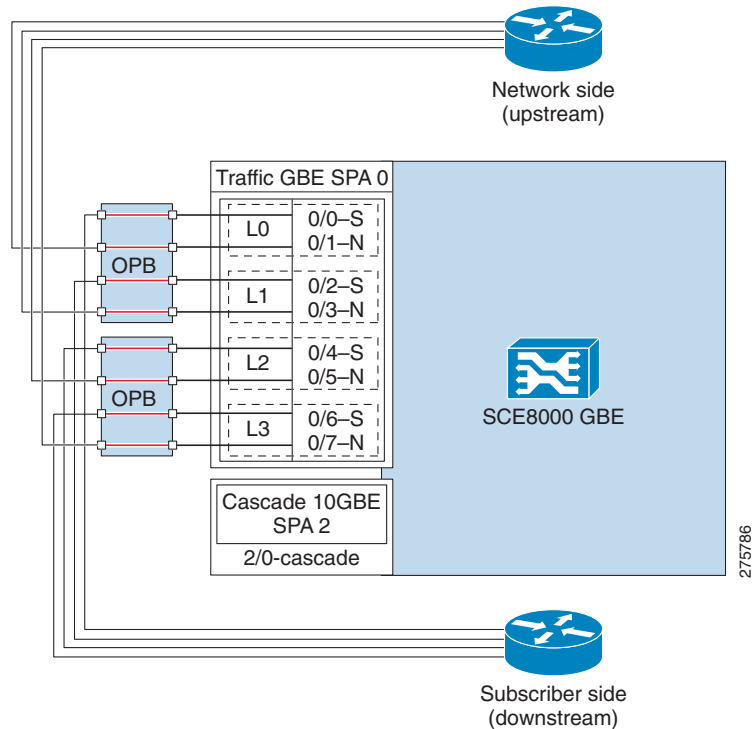 Network side
(upstream)
Traffic GBE SPA 0
OPB
L0
0/0–S
0/1–N
L1
0/2–S
0/3–N
OPB
L2
0/4–S
0/5–N
L3
0/6–S
0/7–N
SCE8000 GBE
Cascade 10GBE
SPA 2
2/0-cascade
275786
Subscriber side
(downstream)